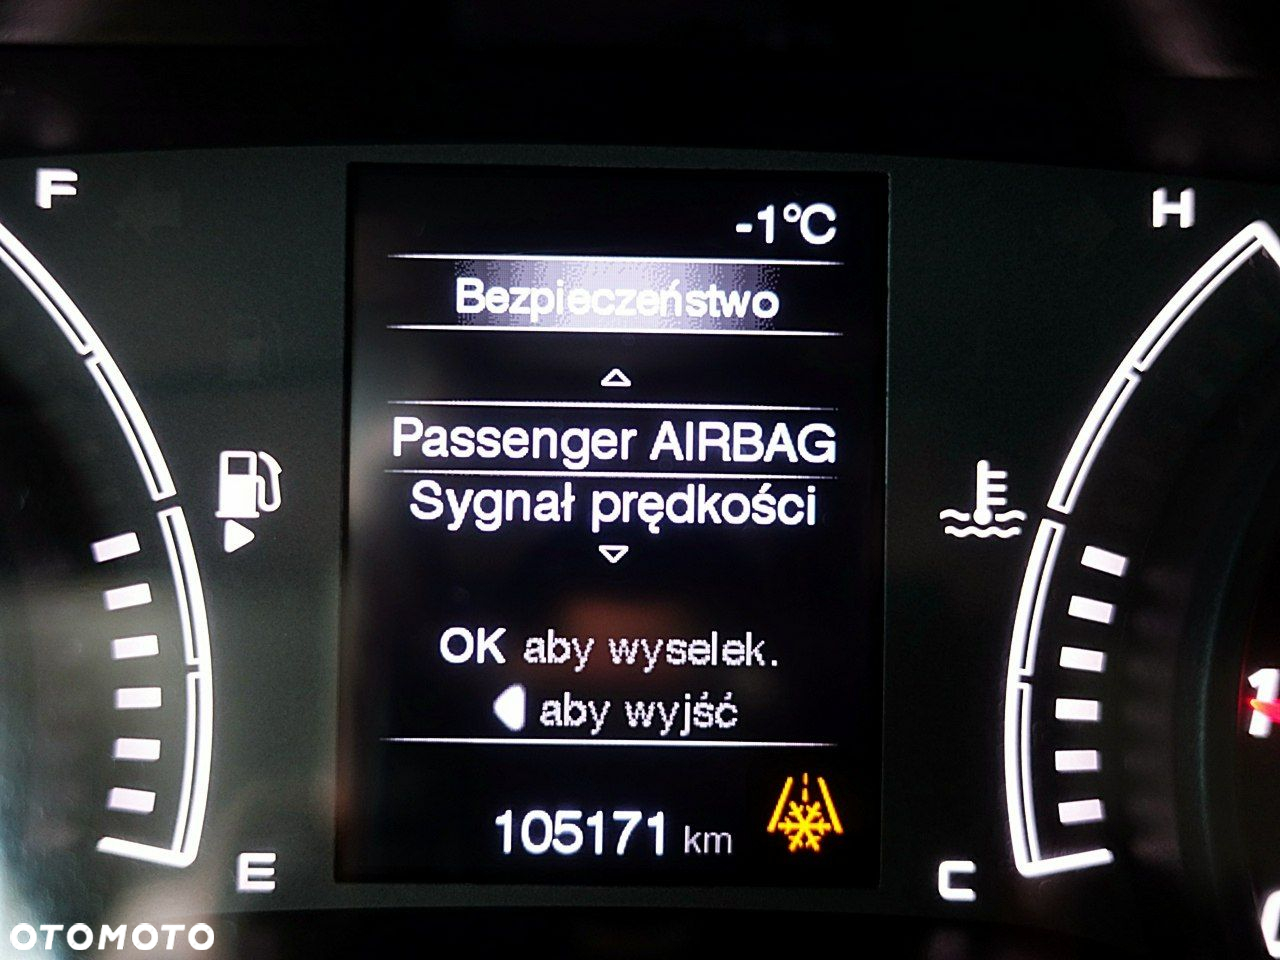 F
H
-1°C
Bezpieczeństwo
Passenger AIRBAG
Sygnał prędkości
OK aby wyselek.
aby wyjść
105171 km
E
C
OTOMOTO